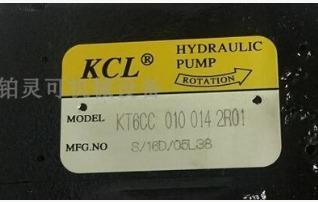 KCL® HYDRAULIC
PUMP
ROTATION
铂灵可
MODEL KT6CC 010 014 2R01
MFG.NO S/16D/05L38